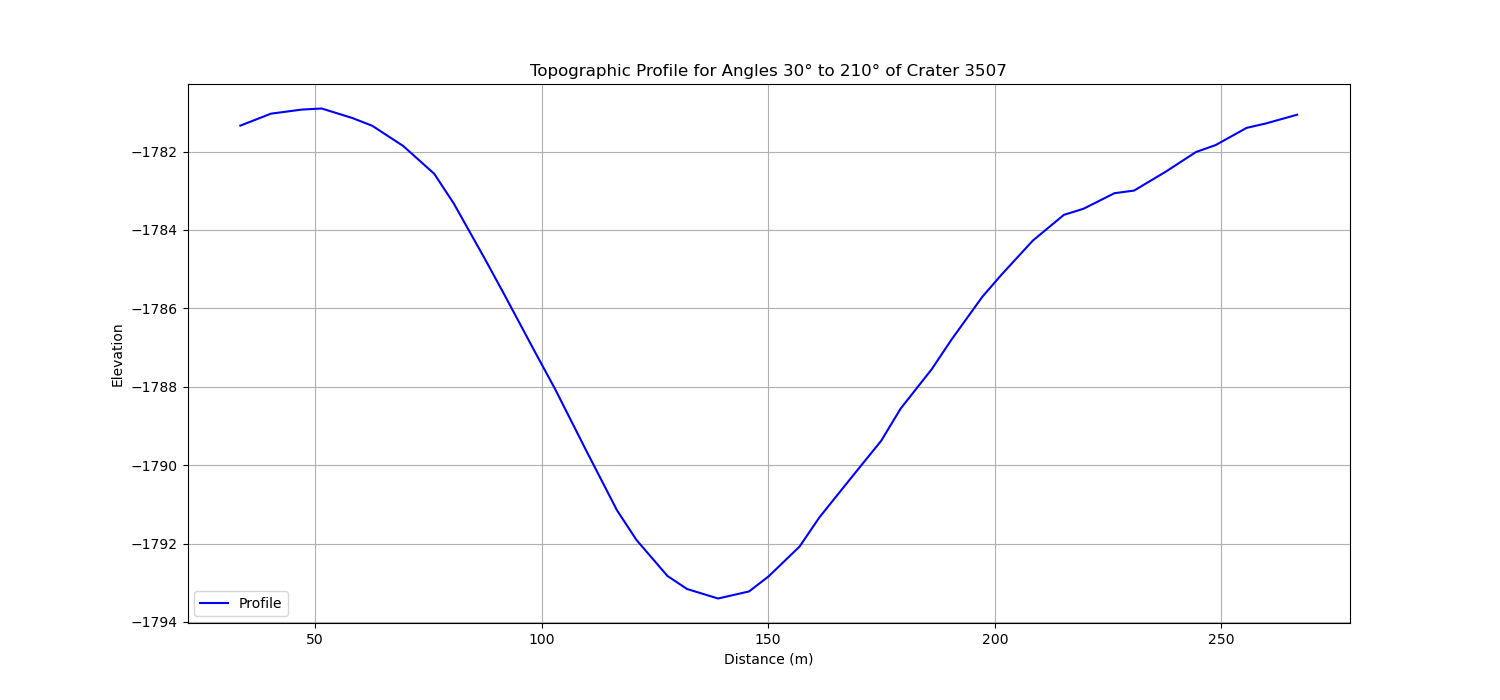 Topographic Profile for Angles 30° to 210° of Crater 3507
Elevation
−1782
−1784
−1786
−1788
−1790
−1792
−1794
Profile
50 100 150 200 250
Distance (m)